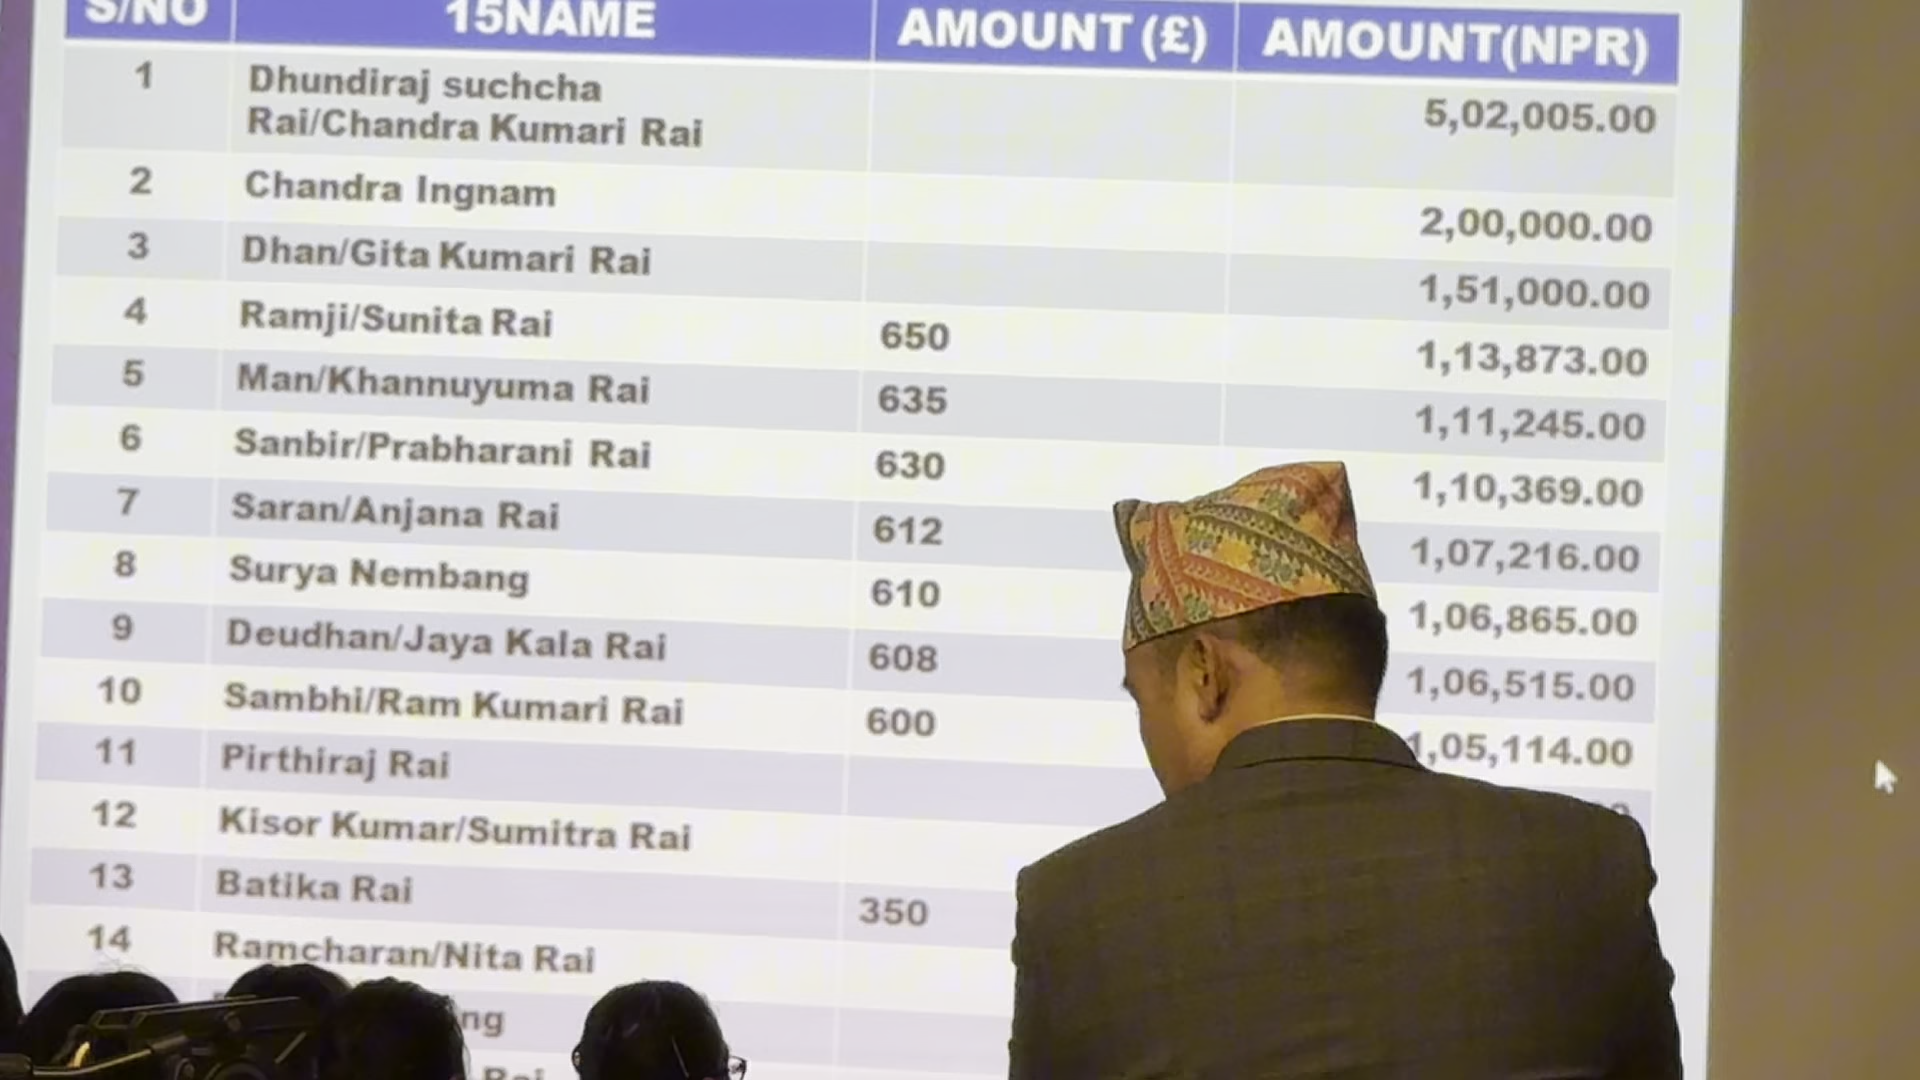 S/NO 15NAME AMOUNT (£) AMOUNT(NPR)
1 Dhundiraj suchcha
Rai/Chandra Kumari Rai 5,02,005.00
2 Chandra Ingnam 2,00,000.00
3 Dhan/Gita Kumari Rai 1,51,000.00
4 Ramji/Sunita Rai 650 1,13,873.00
5 Man/Khannuyuma Rai 635 1,11,245.00
6 Sanbir/Prabharani Rai 630 1,10,369.00
7 Saran/Anjana Rai 612 1,07,216.00
8 Surya Nembang 610 1,06,865.00
9 Deudhan/Jaya Kala Rai 608 1,06,515.00
10 Sambhi/Ram Kumari Rai 600 1,05,114.00
11 Pirthiraj Rai
12 Kisor Kumar/Sumitra Rai
13 Batika Rai 350
14 Ramcharan/Nita Rai